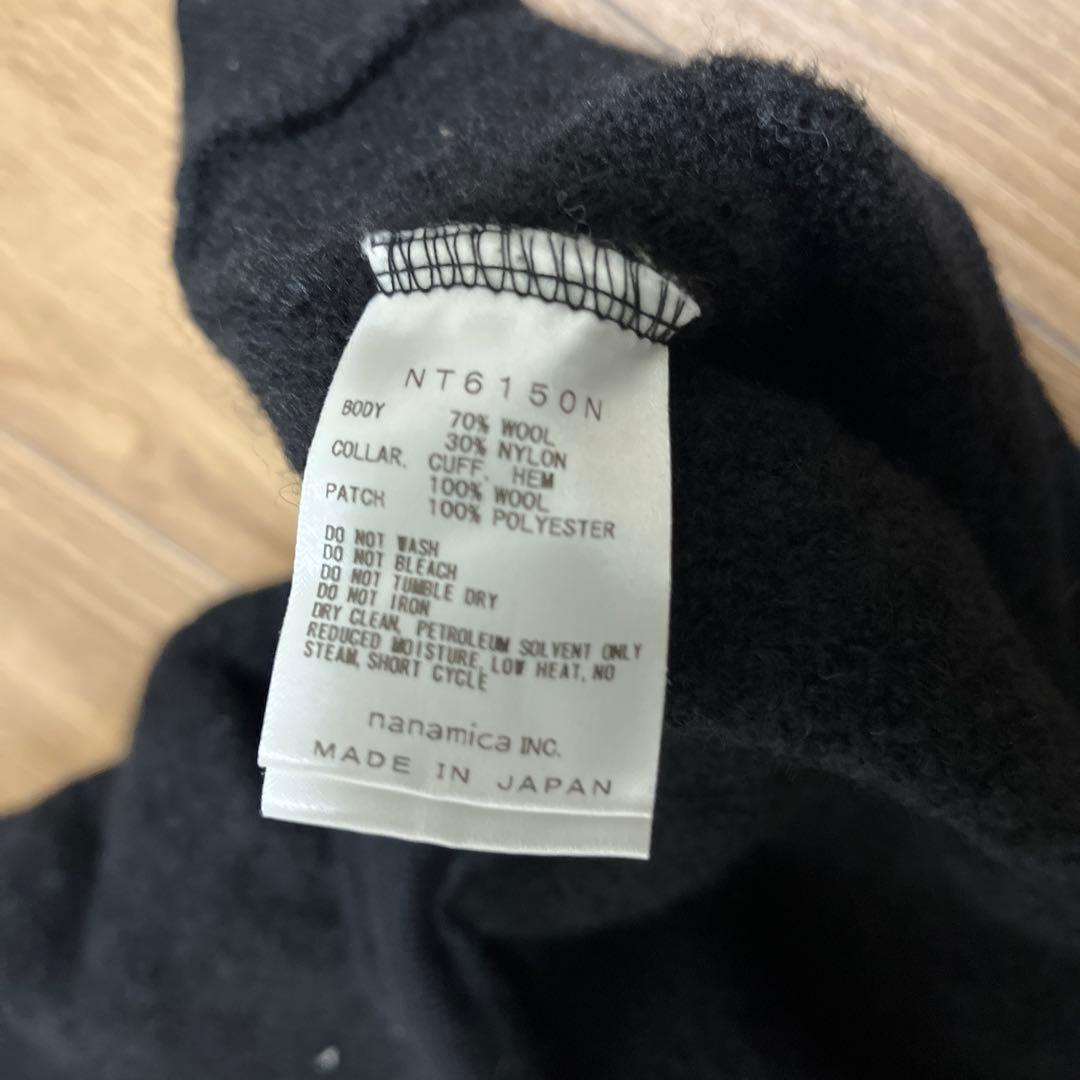 NT6150N
BODY 70% WOOL
30% NYLON
COLLAR. CUFF. HEM
100% WOOL
PATCH 100% POLYESTER
DO NOT WASH
DO NOT BLEACH
DO NOT TUMBLE DRY
DO NOT IRON
DRY CLEAN, PETROLEUM SOLVENT ONLY
REDUCED MOISTURE, LOW HEAT, NO
STEAM, SHORT CYCLE
nanamica INC.
MADE IN JAPAN